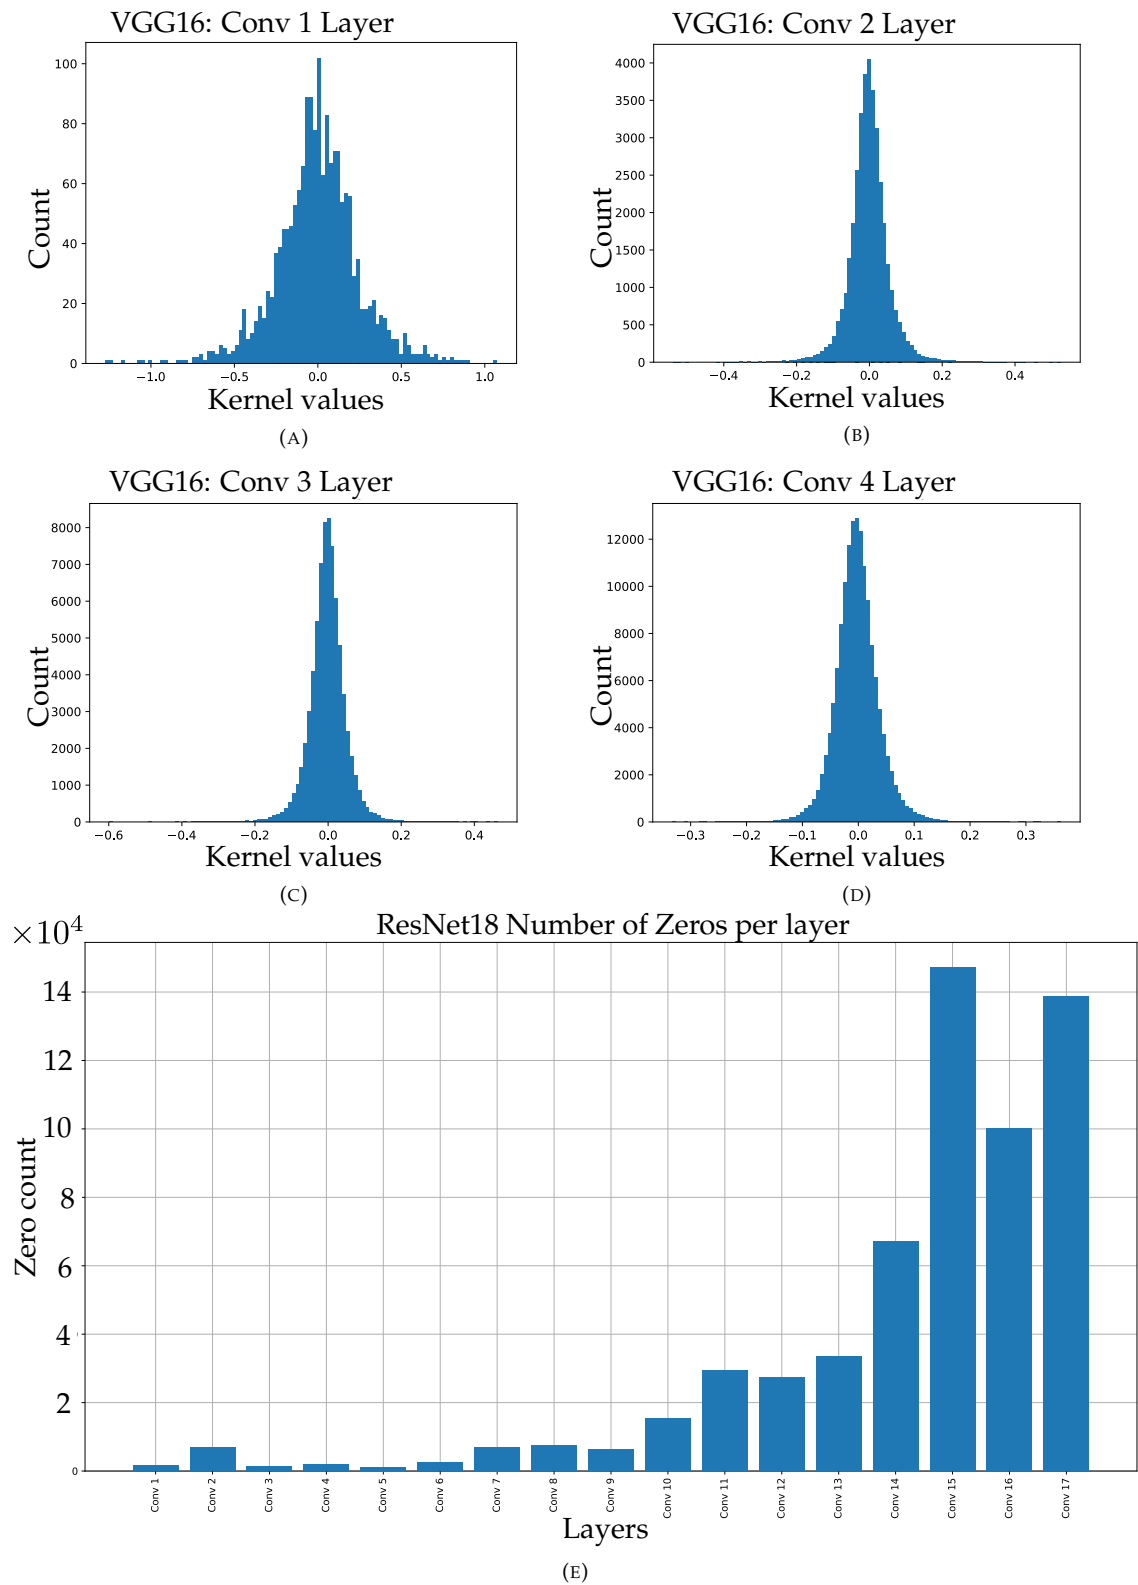 VGG16: Conv 1 Layer
100
80
60
40
20
0
Count
−1.0 −0.5 0.0 0.5 1.0
Kernel values
(A)
VGG16: Conv 2 Layer
4000
3500
3000
2500
2000
1500
1000
500
0
Count
−0.4 −0.2 0.0 0.2 0.4
Kernel values
(B)
VGG16: Conv 3 Layer
8000
7000
6000
5000
4000
3000
2000
1000
0
Count
−0.6 −0.4 −0.2 0.0 0.2 0.4
Kernel values
(C)
VGG16: Conv 4 Layer
12000
10000
8000
6000
4000
2000
0
Count
−0.3 −0.2 −0.1 0.0 0.1 0.2 0.3
Kernel values
(D)
ResNet18 Number of Zeros per layer
×10⁴
14
12
10
8
6
4
2
0
Zero count
Conv 1
Conv 2
Conv 3
Conv 4
Conv 5
Conv 6
Conv 7
Conv 8
Conv 9
Conv 10
Conv 11
Conv 12
Conv 13
Conv 14
Conv 15
Conv 16
Conv 17
Layers
(E)